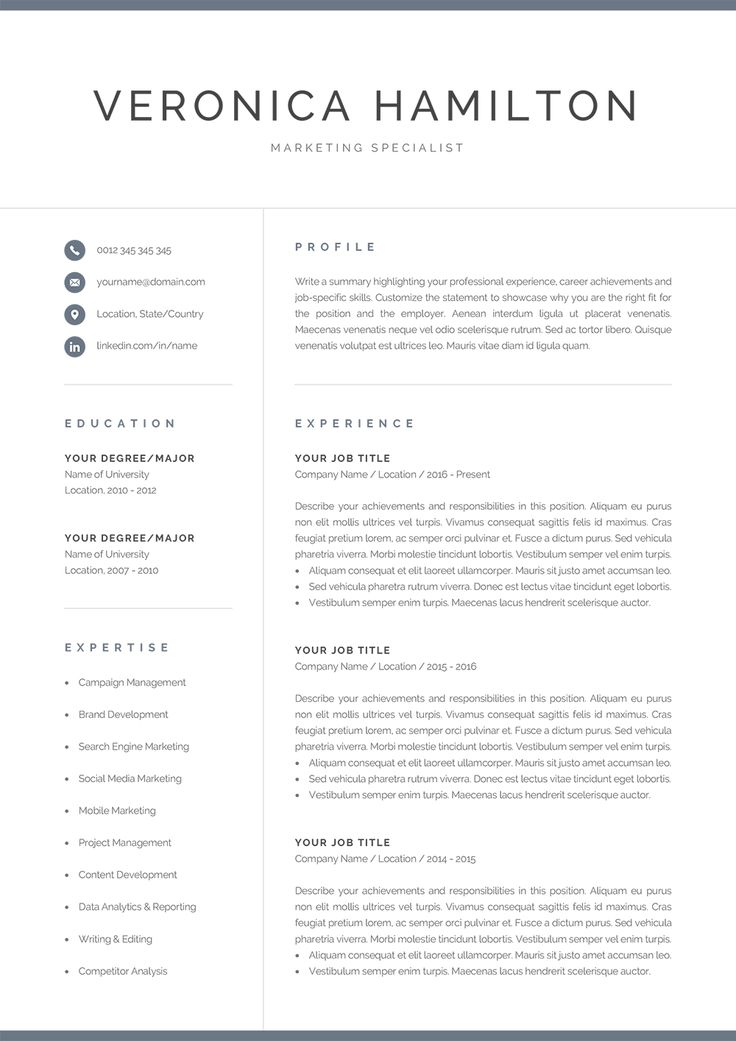 VERONICA HAMILTON
MARKETING SPECIALIST
0012 345 345 345
yourname@domain.com
Location, State/Country
linkedin.com/in/name
EDUCATION
YOUR DEGREE/MAJOR
Name of University
Location, 2010 - 2012
YOUR DEGREE/MAJOR
Name of University
Location, 2007 - 2010
EXPERTISE
• Campaign Management
• Brand Development
• Search Engine Marketing
• Social Media Marketing
• Mobile Marketing
• Project Management
• Content Development
• Data Analytics & Reporting
• Writing & Editing
• Competitor Analysis
PROFILE
Write a summary highlighting your professional experience, career achievements and
job-specific skills. Customize the statement to showcase why you are the right fit for
the position and the employer. Aenean interdum ligula ut placerat venenatis.
Maecenas venenatis neque vel odio scelerisque rutrum. Sed ac tortor libero. Quisque
venenatis volutpat est ultrices leo. Mauris vitae diam id ligula quam.
EXPERIENCE
YOUR JOB TITLE
Company Name / Location / 2016 - Present
Describe your achievements and responsibilities in this position. Aliquam eu purus
non elit mollis ultrices vel turpis. Vivamus consequat sagittis felis id maximus. Cras
feugiat pretium lorem, ac semper orci pulvinar et. Fusce a dictum purus. Sed vehicula
pharetria viverra. Morbi molestie tincidunt lobortis. Vestibulum semper vel enim turpis.
• Aliquam consequat et elit laoreet ullamcorper. Mauris sit justo amet accumsan leo.
• Sed vehicula pharetra rutrum viverra. Donec est lectus vitae tincidunt eget lobortis.
• Vestibulum semper enim turpis. Maecenas lacus hendrerit scelerisque auctor.
YOUR JOB TITLE
Company Name / Location / 2015 - 2016
Describe your achievements and responsibilities in this position. Aliquam eu purus
non elit mollis ultrices vel turpis. Vivamus consequat sagittis felis id maximus. Cras
feugiat pretium lorem, ac semper orci pulvinar et. Fusce a dictum purus. Sed vehicula
pharetria viverra. Morbi molestie tincidunt lobortis. Vestibulum semper vel enim turpis.
• Aliquam consequat et elit laoreet ullamcorper. Mauris sit justo amet accumsan leo.
• Sed vehicula pharetra rutrum viverra. Donec est lectus vitae tincidunt eget lobortis.
• Vestibulum semper enim turpis. Maecenas lacus hendrerit scelerisque auctor.
YOUR JOB TITLE
Company Name / Location / 2014 - 2015
Describe your achievements and responsibilities in this position. Aliquam eu purus
non elit mollis ultrices vel turpis. Vivamus consequat sagittis felis id maximus. Cras
feugiat pretium lorem, ac semper orci pulvinar et. Fusce a dictum purus. Sed vehicula
pharetria viverra. Morbi molestie tincidunt lobortis. Vestibulum semper vel enim turpis.
• Aliquam consequat et elit laoreet ullamcorper. Mauris sit justo amet accumsan leo.
• Vestibulum semper enim turpis. Maecenas lacus hendrerit scelerisque auctor.